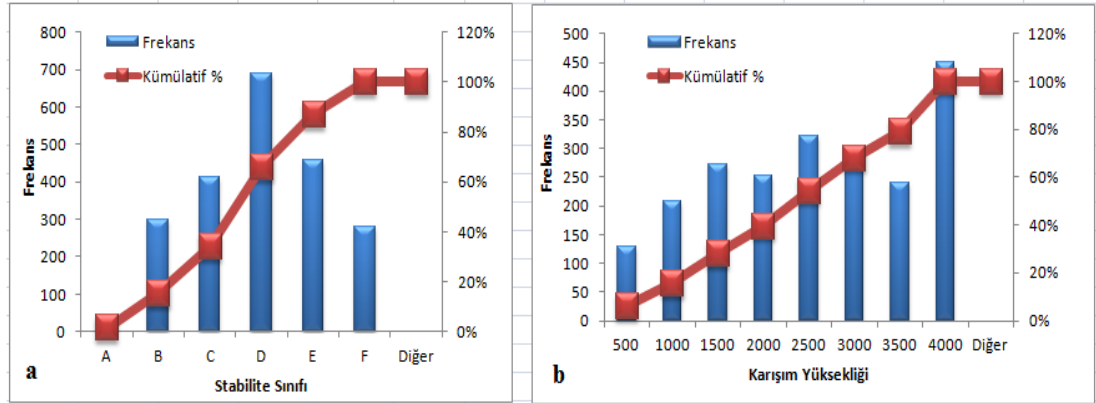 800
700
600
500
400
300
200
100
0
Frekans
Frekans
Kümülatif %
120%
100%
80%
60%
40%
20%
0%
A B C D E F Diğer
Stabilite Sınıfı
a
500
450
400
350
300
250
200
150
100
50
0
Frekans
Frekans
Kümülatif %
120%
100%
80%
60%
40%
20%
0%
500 1000 1500 2000 2500 3000 3500 4000 Diğer
Karışım Yüksekliği
b